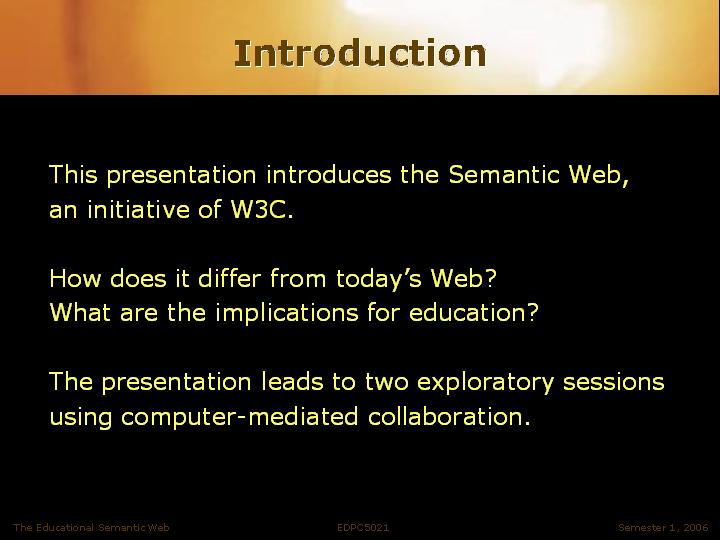 Introduction
This presentation introduces the Semantic Web,
an initiative of W3C.
How does it differ from today’s Web?
What are the implications for education?
The presentation leads to two exploratory sessions
using computer-mediated collaboration.
The Educational Semantic Web EDPC5021 Semester 1, 2006